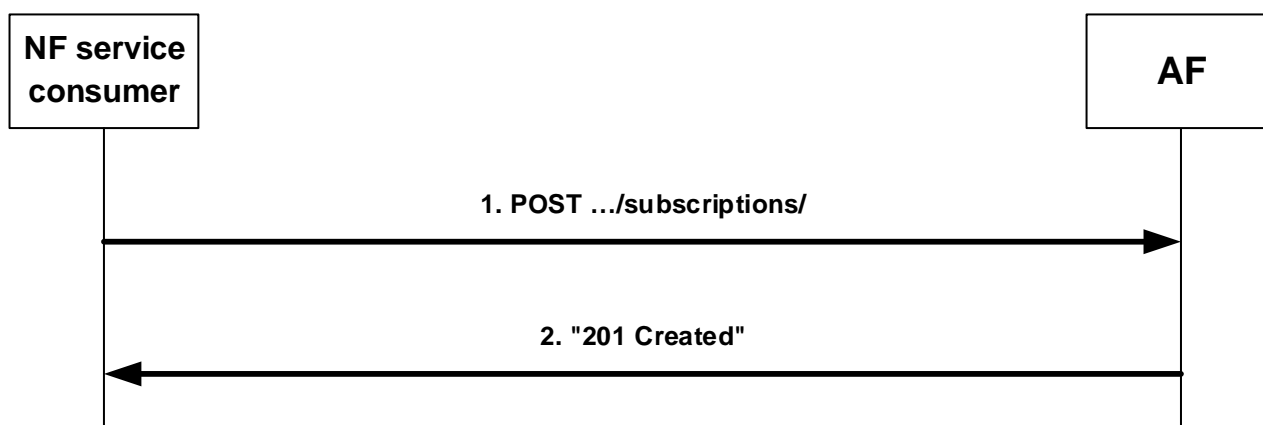 NF service
consumer
AF
1. POST …/subscriptions/
2. "201 Created"